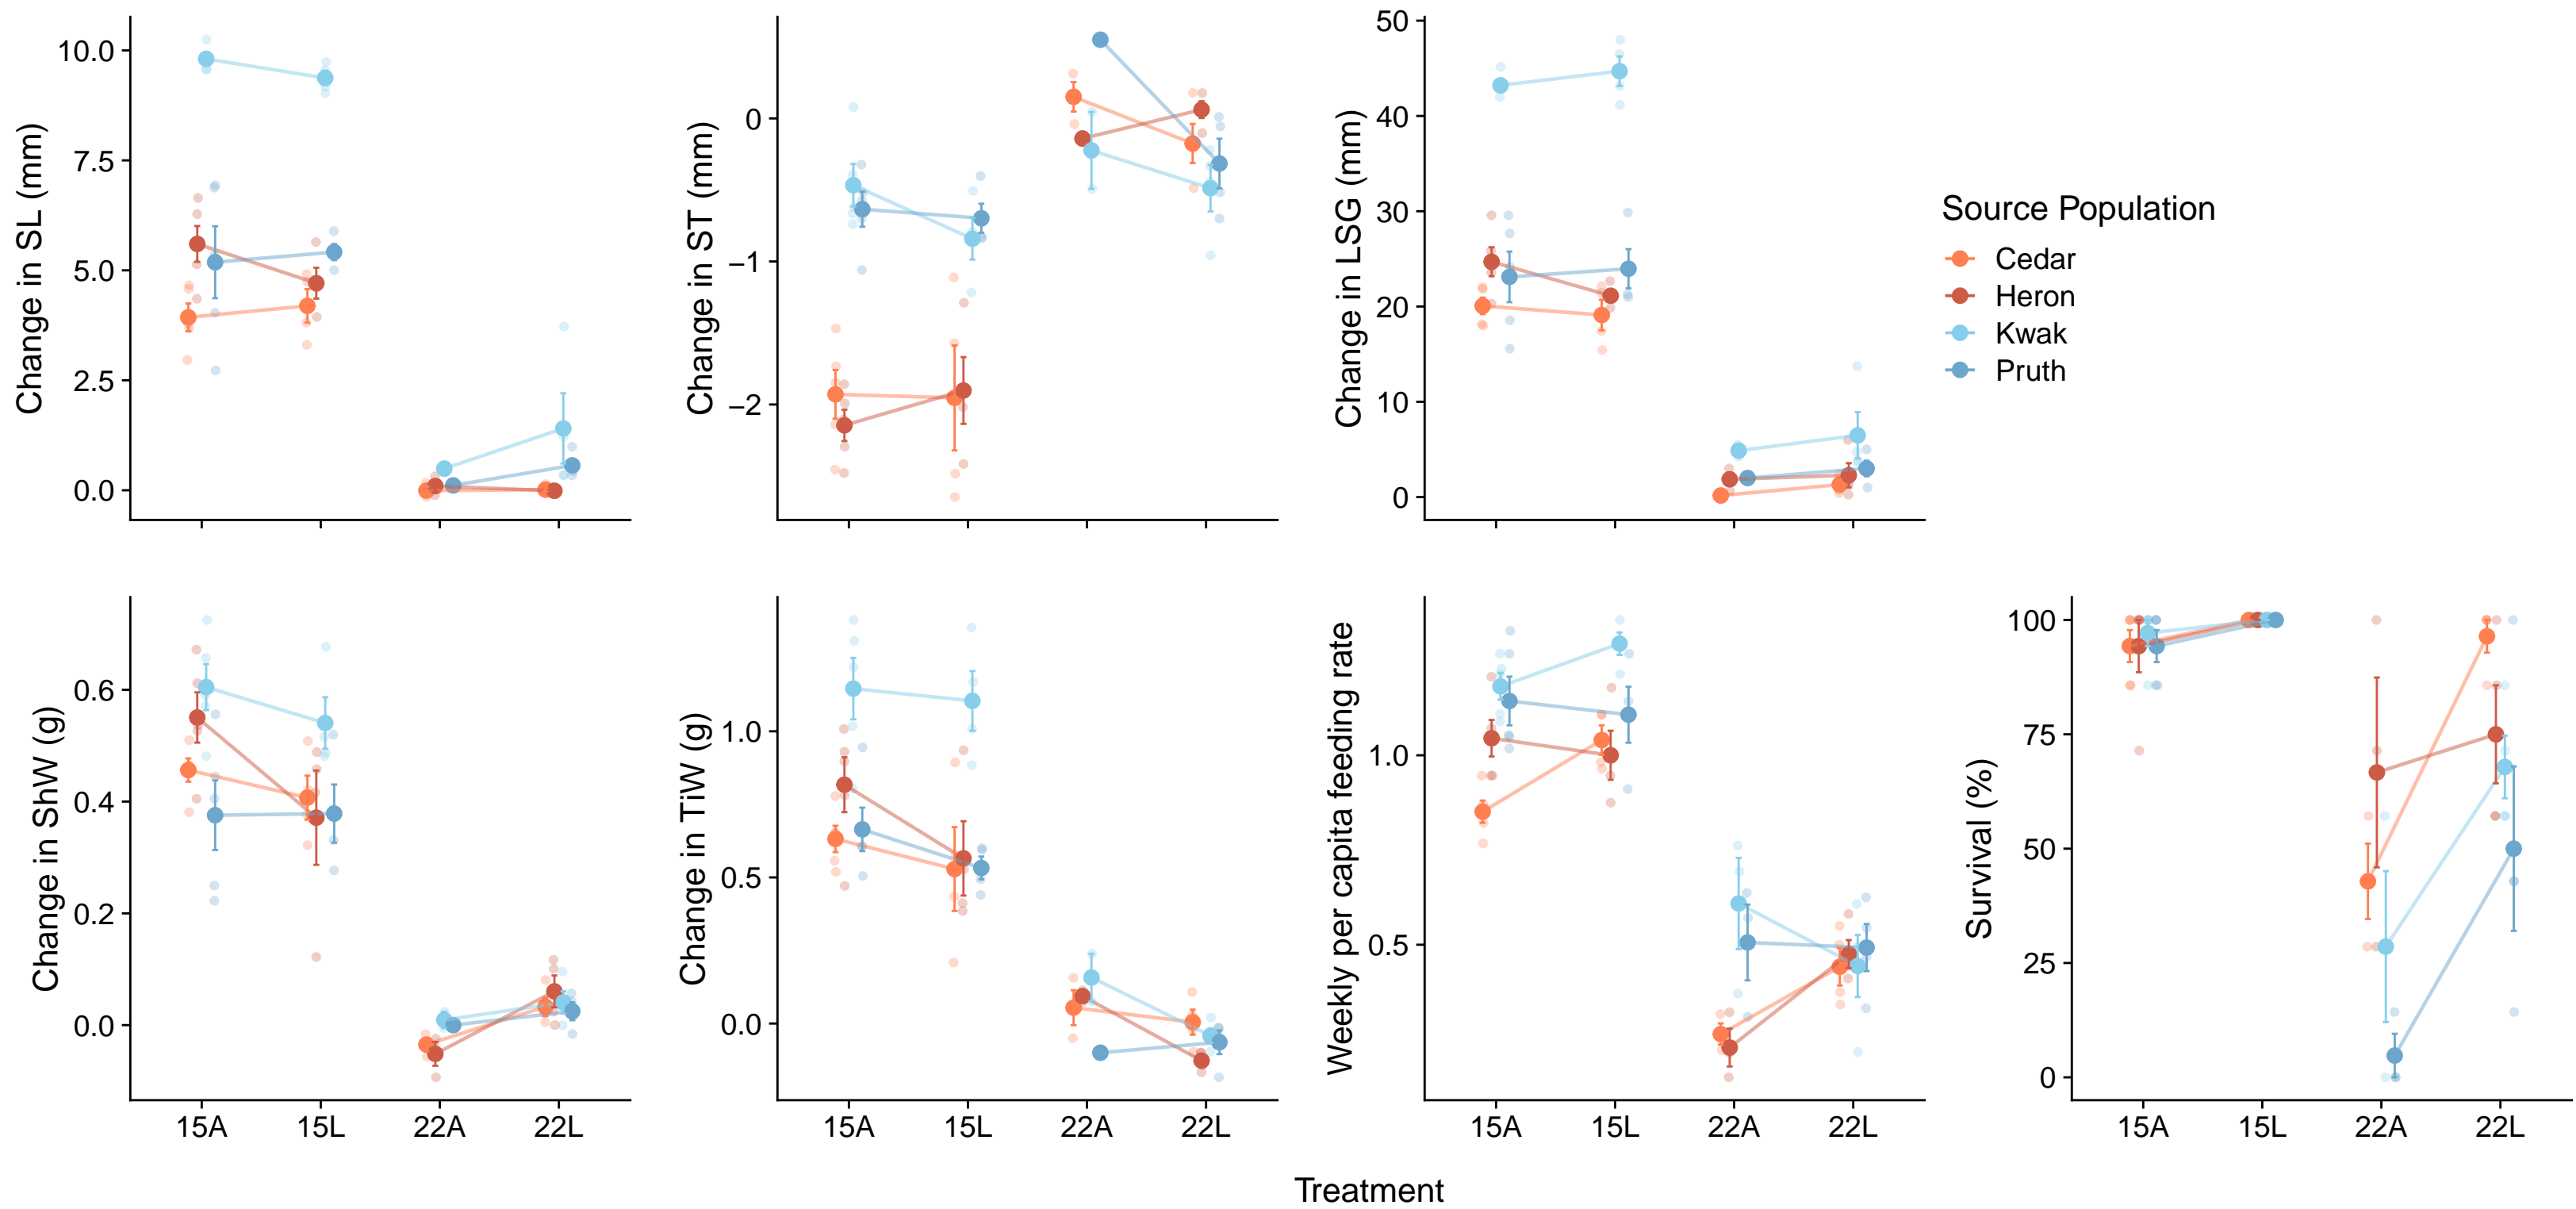 Change in SL (mm)
10.0
7.5
5.0
2.5
0.0
Change in ST (mm)
0
−1
−2
Change in LSG (mm)
50
40
30
20
10
0
Source Population
Cedar
Heron
Kwak
Pruth
Change in ShW (g)
0.6
0.4
0.2
0.0
15A 15L 22A 22L
Change in TiW (g)
1.0
0.5
0.0
15A 15L 22A 22L
Weekly per capita feeding rate
1.0
0.5
15A 15L 22A 22L
Survival (%)
100
75
50
25
0
15A 15L 22A 22L
Treatment